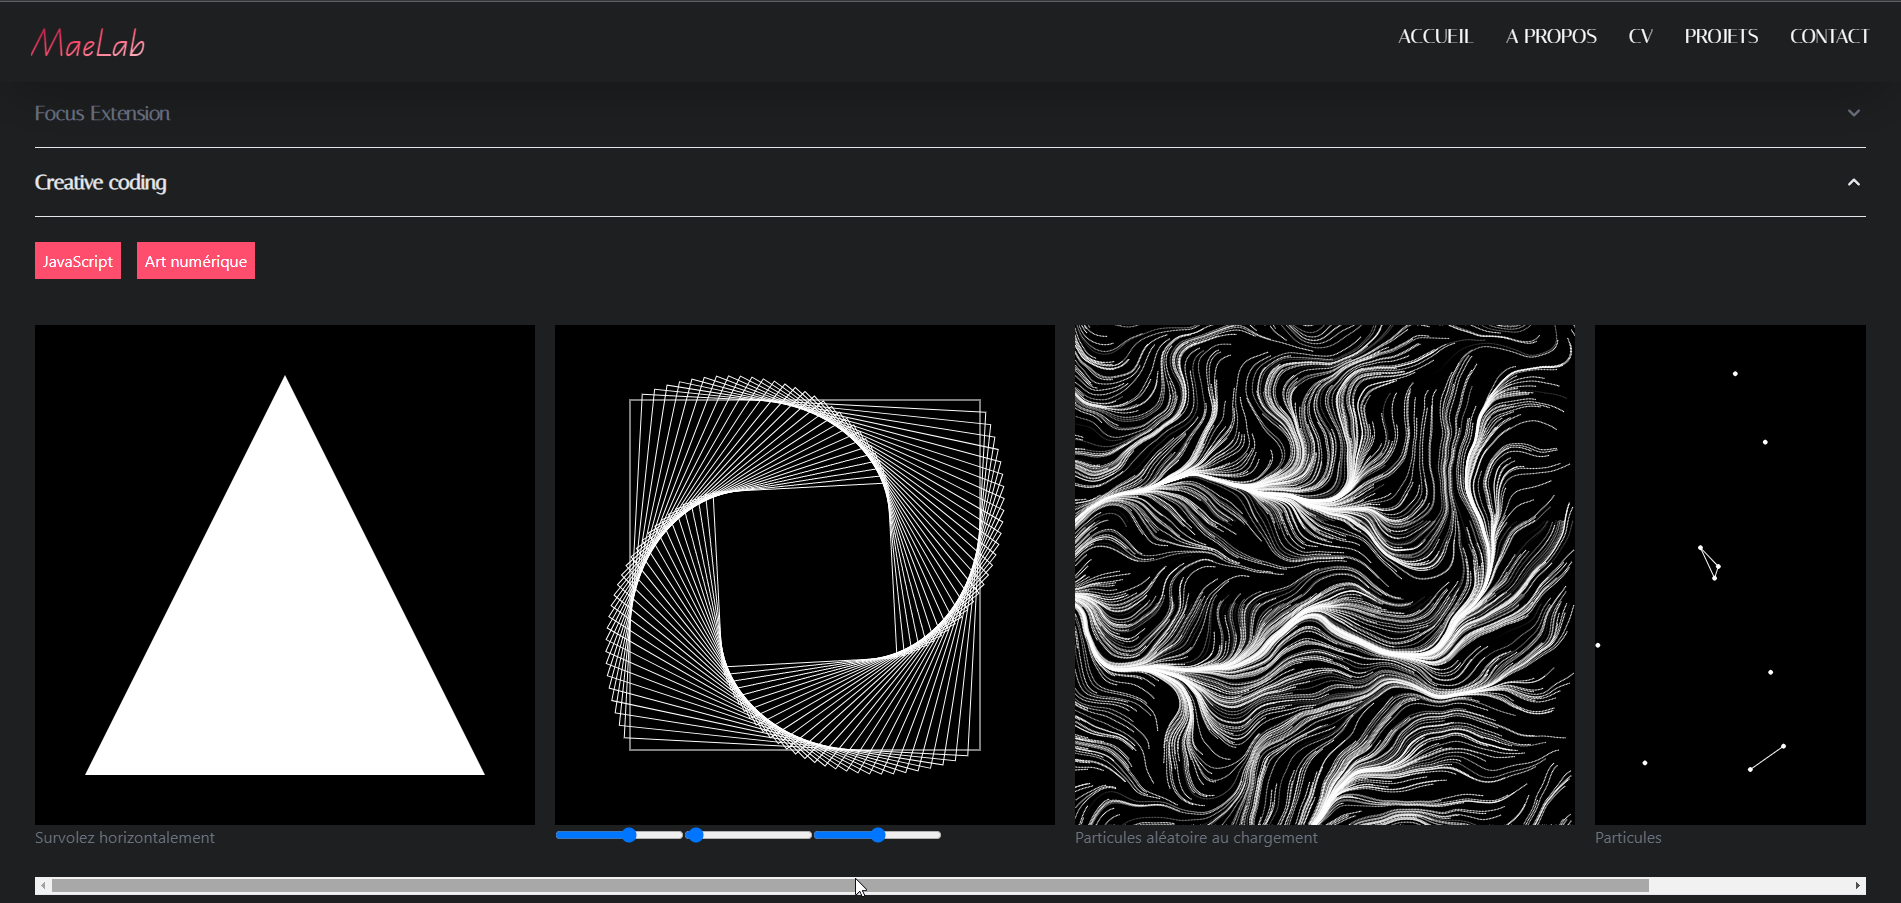 MaeLab
ACCUEIL A PROPOS CV PROJETS CONTACT
Focus Extension
Creative coding
JavaScript Art numérique
Survolez horizontalement
Particules aléatoire au chargement
Particules